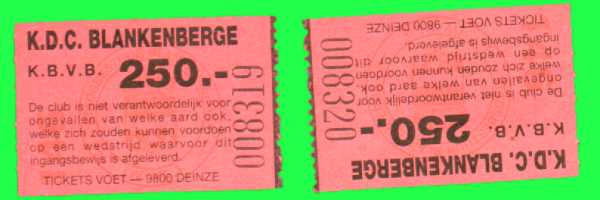 K.D.C. BLANKENBERGE
K.B.V.B. 250.-
De club is niet verantwoordelijk voor
ongevallen van welke aard ook,
welke zich zouden kunnen voordoen
op een wedstrijd waarvoor dit
ingangsbewijs is afgeleverd.
TICKETS VOET — 9800 DEINZE
008319
K.D.C. BLANKENBERGE
K.B.V.B. 250.-
De club is niet verantwoordelijk voor
ongevallen van welke aard ook,
welke zich zouden kunnen voordoen
op een wedstrijd waarvoor dit
ingangsbewijs is afgeleverd.
TICKETS VOET — 9800 DEINZE
008320